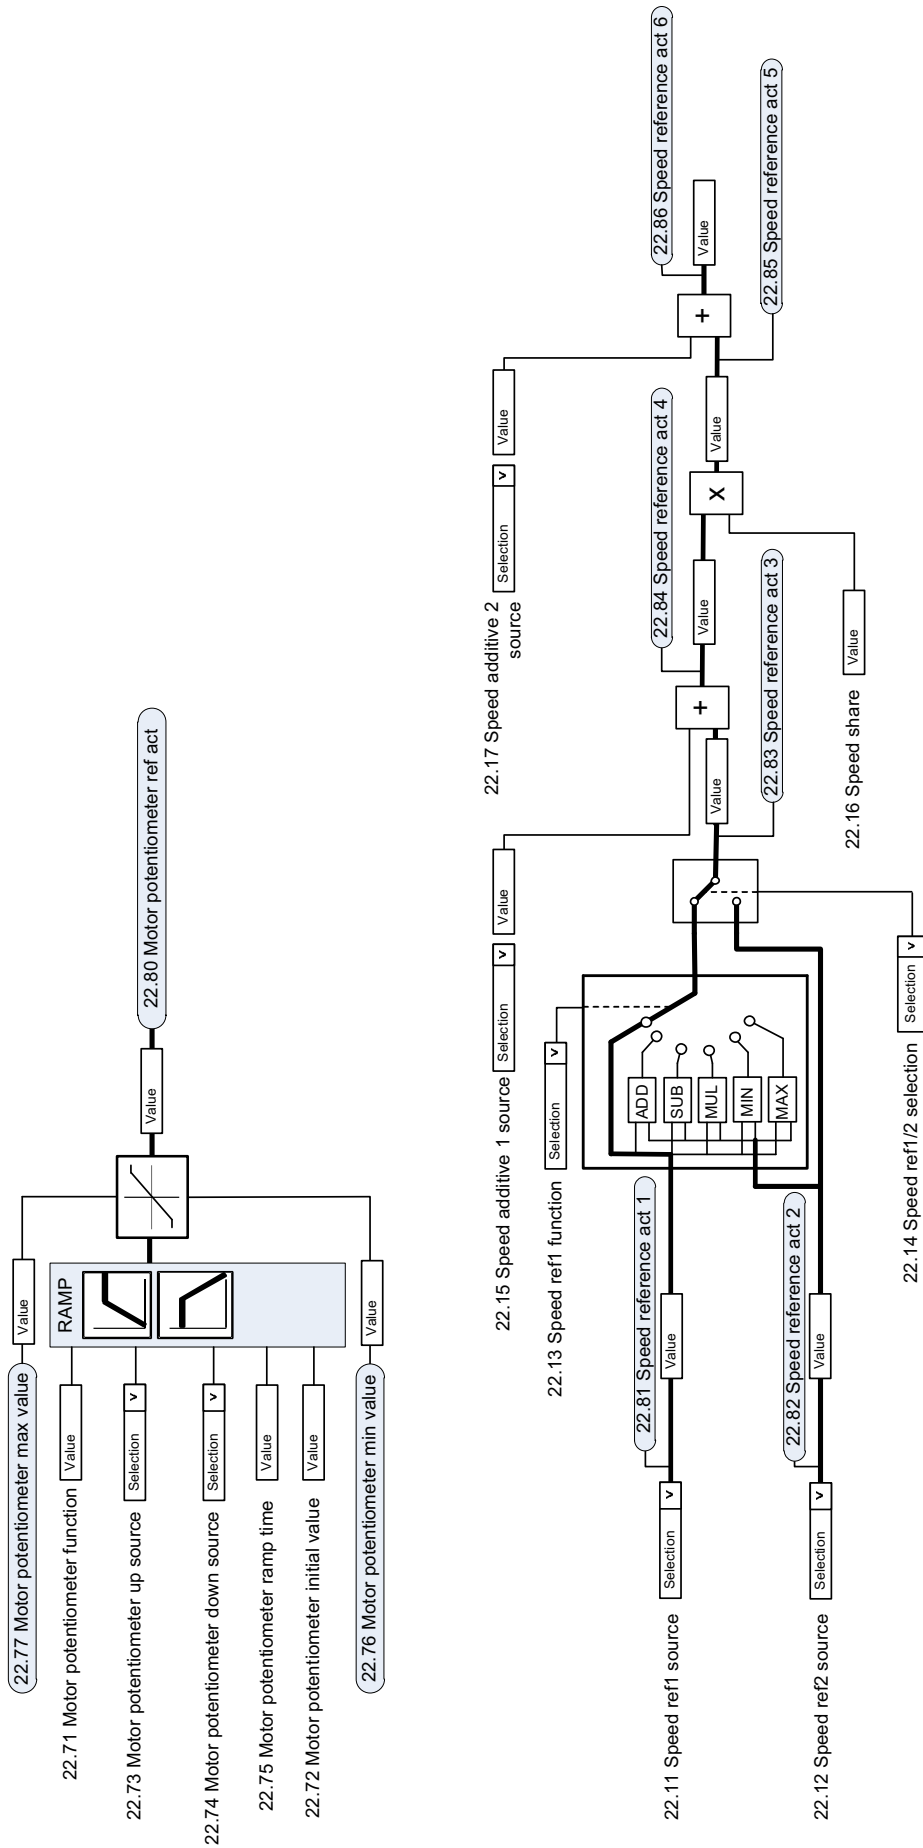 22.77 Motor potentiometer max value
Value
22.71 Motor potentiometer function
Value
RAMP
22.73 Motor potentiometer up source
Selection
v
22.74 Motor potentiometer down source
Selection
v
22.75 Motor potentiometer ramp time
Value
22.72 Motor potentiometer initial value
Value
22.76 Motor potentiometer min value
Value
Value
22.80 Motor potentiometer ref act
22.17 Speed additive 2
source
Selection
v
Value
22.15 Speed additive 1 source
Selection
v
Value
22.13 Speed ref1 function
Selection
v
22.11 Speed ref1 source
Selection
v
22.81 Speed reference act 1
Value
ADD
SUB
MUL
MIN
MAX
22.12 Speed ref2 source
Selection
v
22.82 Speed reference act 2
Value
22.14 Speed ref1/2 selection
Selection
v
22.83 Speed reference act 3
Value
+
22.84 Speed reference act 4
Value
22.16 Speed share
Value
X
Value
22.85 Speed reference act 5
+
22.86 Speed reference act 6
Value